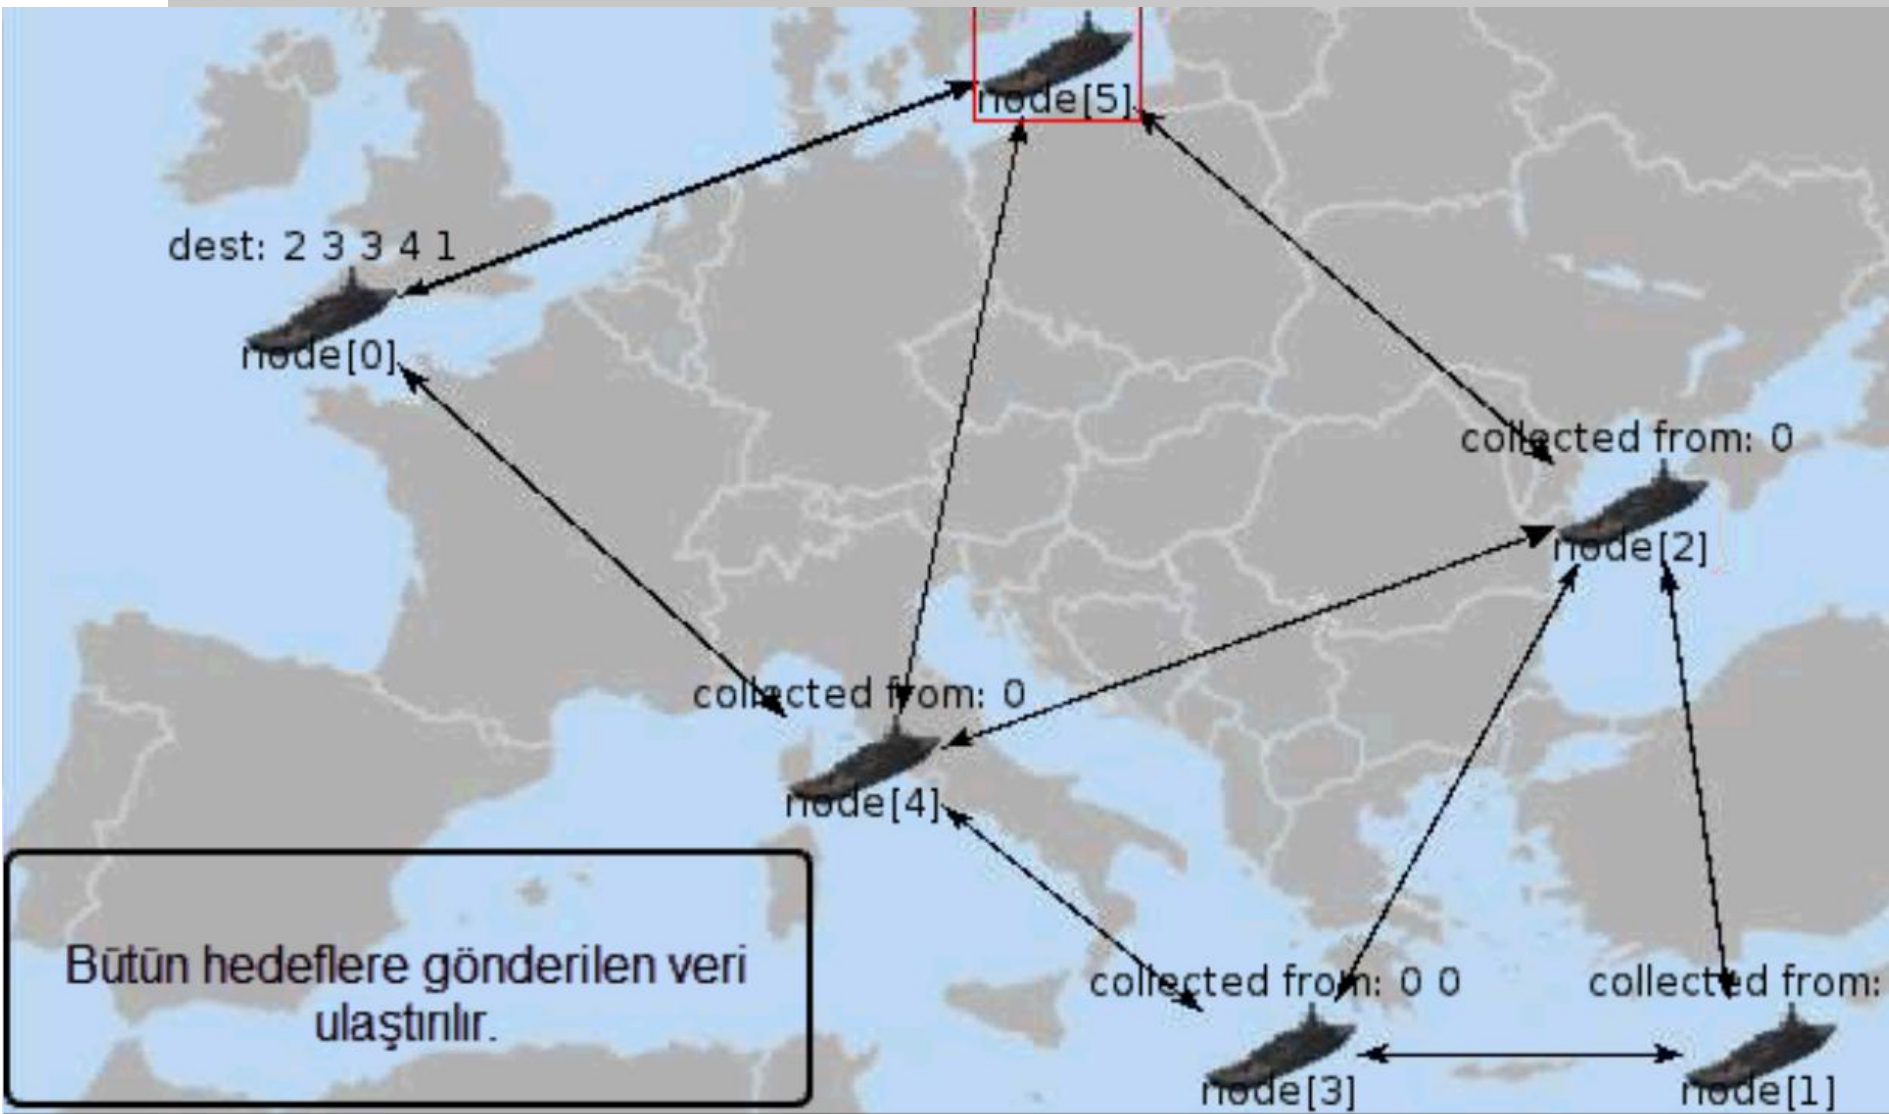 node[5]
dest: 2 3 3 4 1
node[0]
collected from: 0
node[2]
collected from: 0
node[4]
Bütün hedeflere gönderilen veri
ulaştırılır.
collected from: 0 0
collected from:
node[3]
node[1]